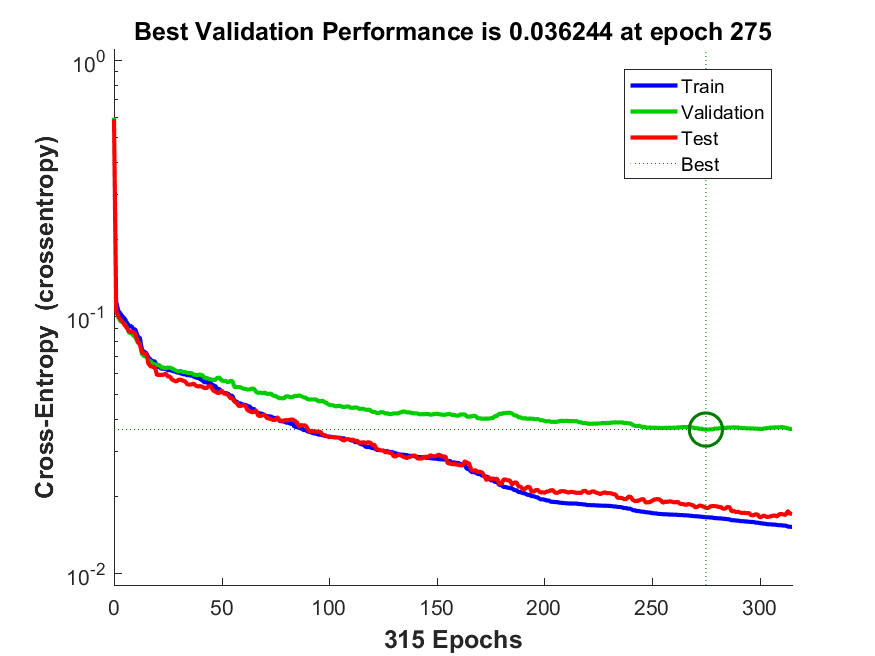 Best Validation Performance is 0.036244 at epoch 275
Cross-Entropy (crossentropy)
10^0
10^-1
10^-2
Train
Validation
Test
Best
0 50 100 150 200 250 300
315 Epochs